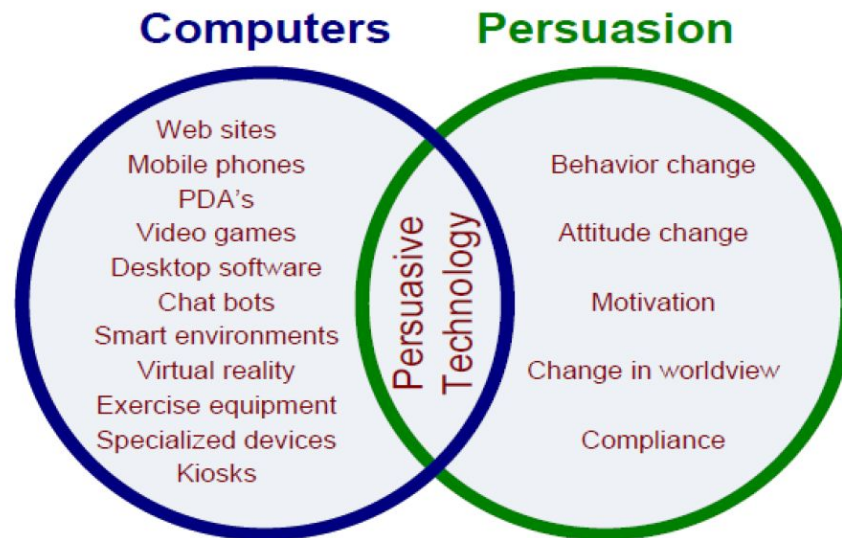 Computers
Persuasion
Web sites
Mobile phones
PDA's
Video games
Desktop software
Chat bots
Smart environments
Virtual reality
Exercise equipment
Specialized devices
Kiosks
Persuasive
Technology
Behavior change
Attitude change
Motivation
Change in worldview
Compliance